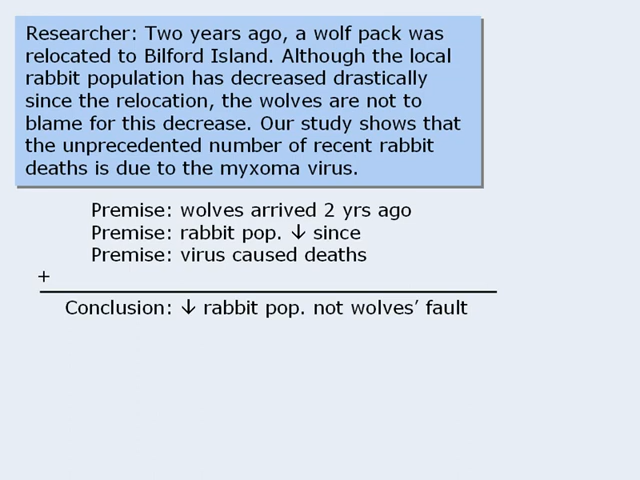 Researcher: Two years ago, a wolf pack was
relocated to Bilford Island. Although the local
rabbit population has decreased drastically
since the relocation, the wolves are not to
blame for this decrease. Our study shows that
the unprecedented number of recent rabbit
deaths is due to the myxoma virus.
Premise: wolves arrived 2 yrs ago
Premise: rabbit pop. ↓ since
Premise: virus caused deaths
+
Conclusion: ↓ rabbit pop. not wolves’ fault